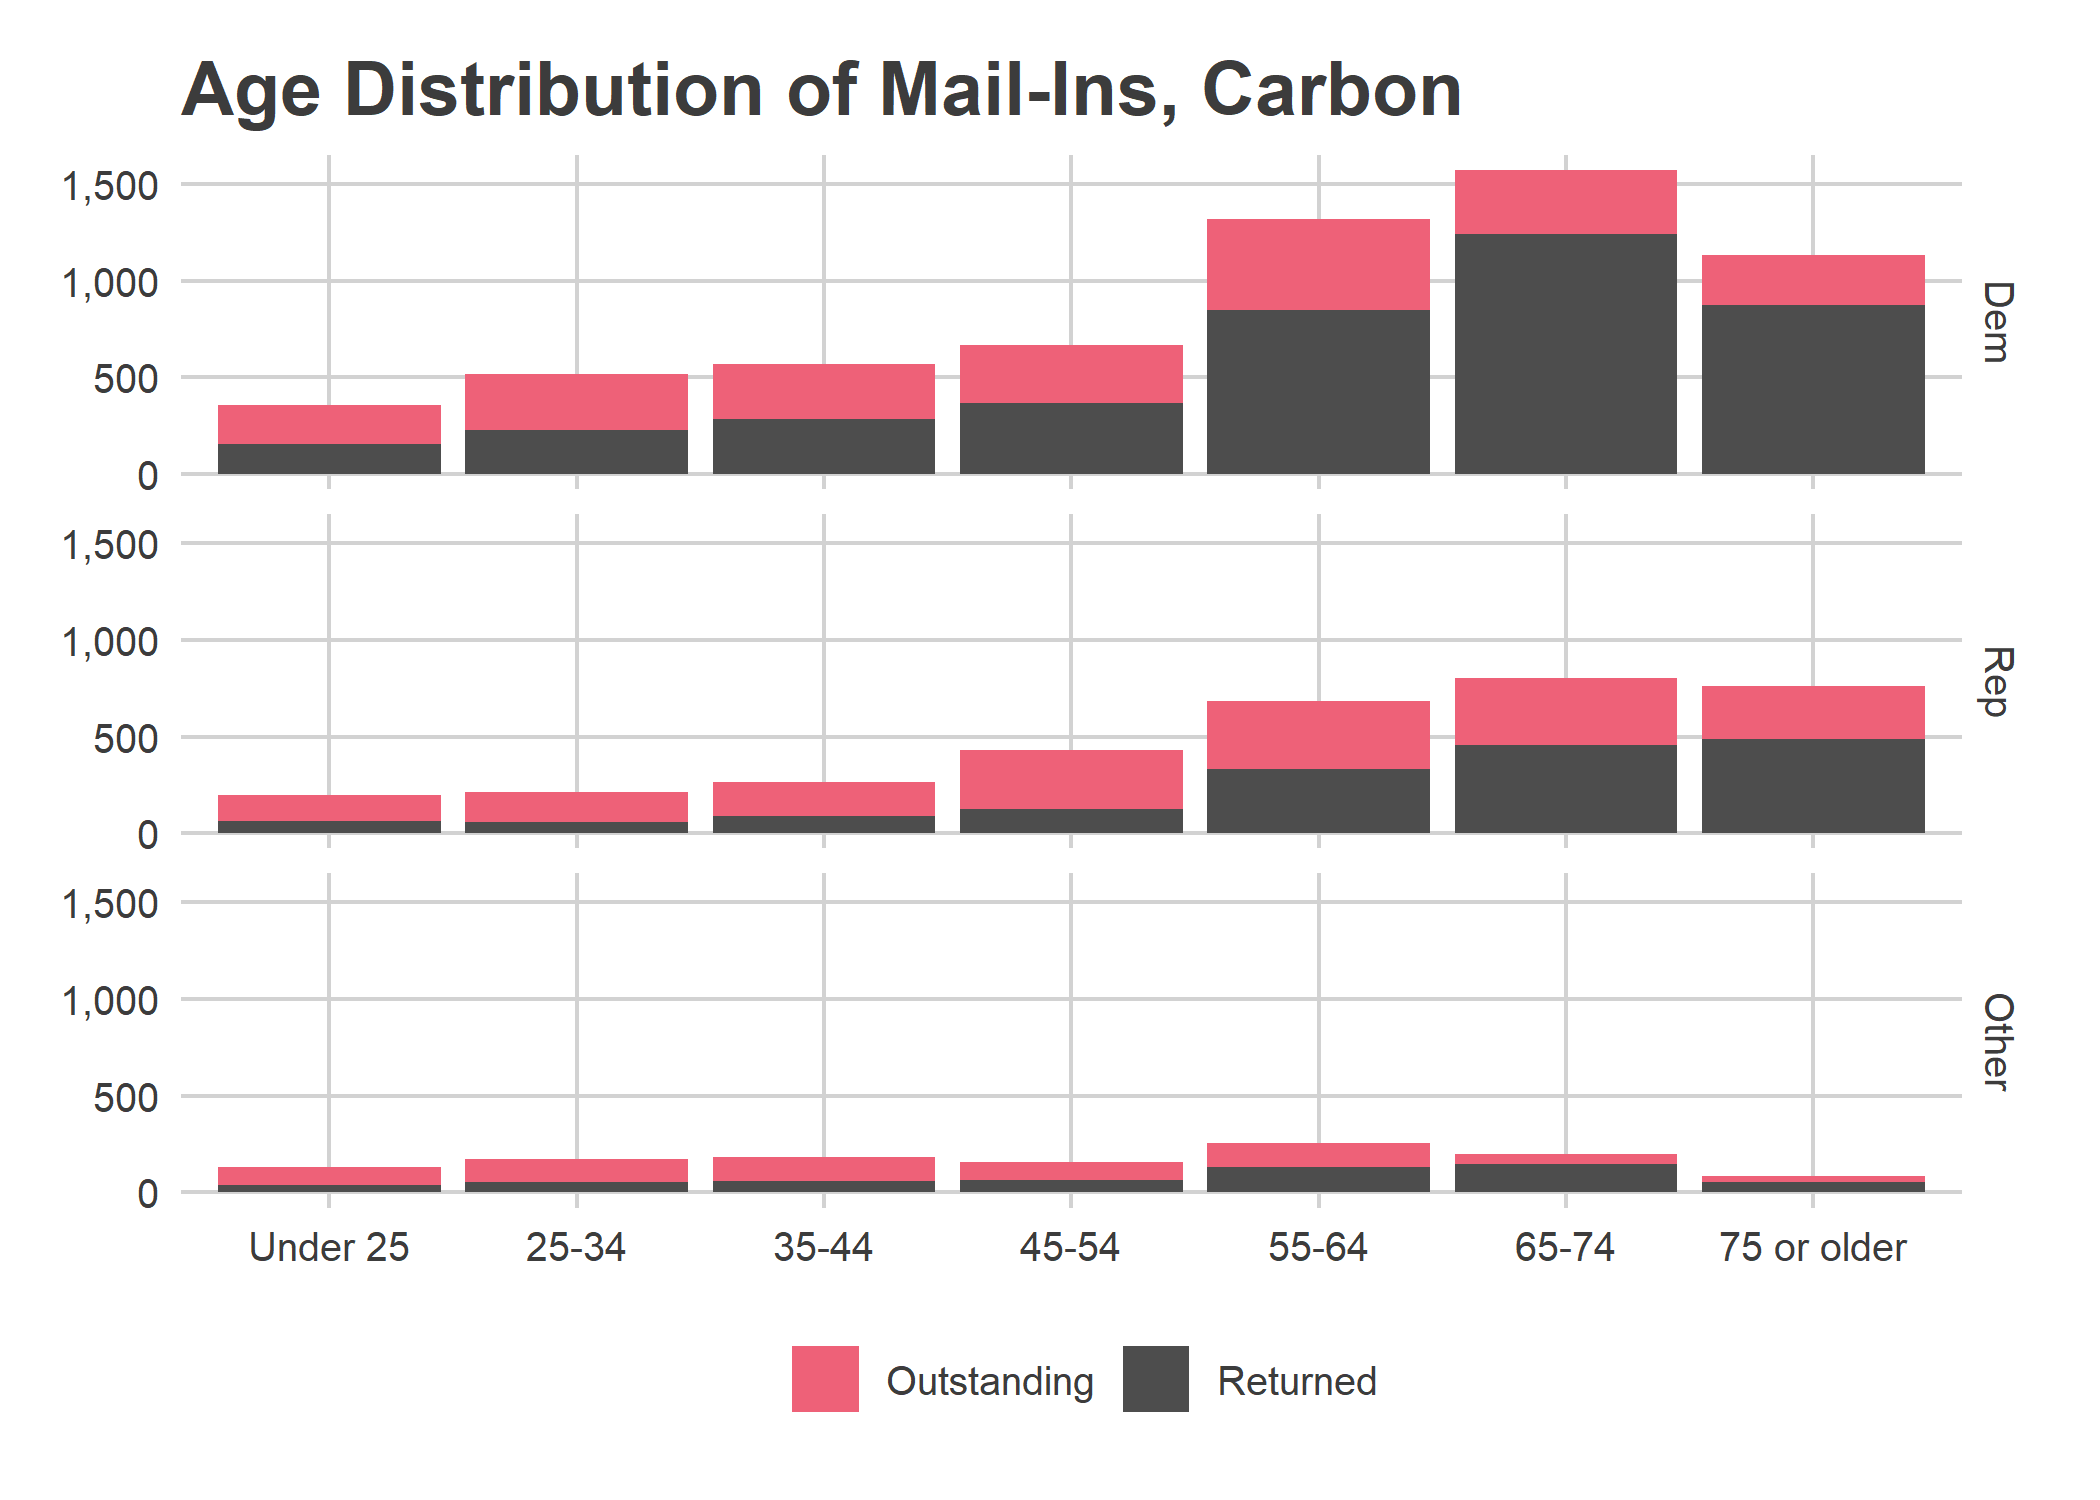 Age Distribution of Mail-Ins, Carbon
1,500
1,000
500
0
Dem
1,500
1,000
500
0
Rep
1,500
1,000
500
0
Other
Under 25 25-34 35-44 45-54 55-64 65-74 75 or older
Outstanding Returned